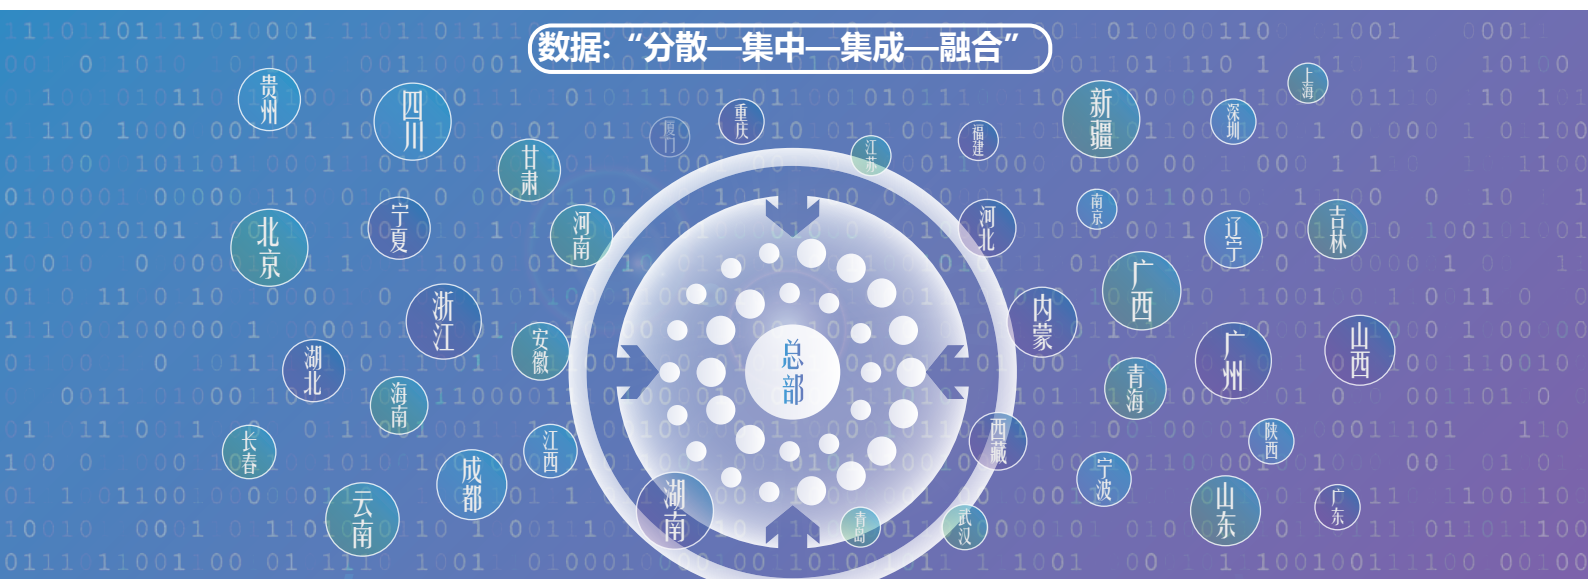 数据:“分散—集中—集成—融合”
上海
贵州
四川
重庆
新疆
深圳
厦门
福建
江苏
甘肃
南京
宁夏
河南
河北
辽宁
吉林
北京
广西
浙江
内蒙
安徽
湖北
总部
广州
山西
海南
青海
长春
江西
西藏
陕西
成都
宁波
云南
湖南
青岛
武汉
山东
广东